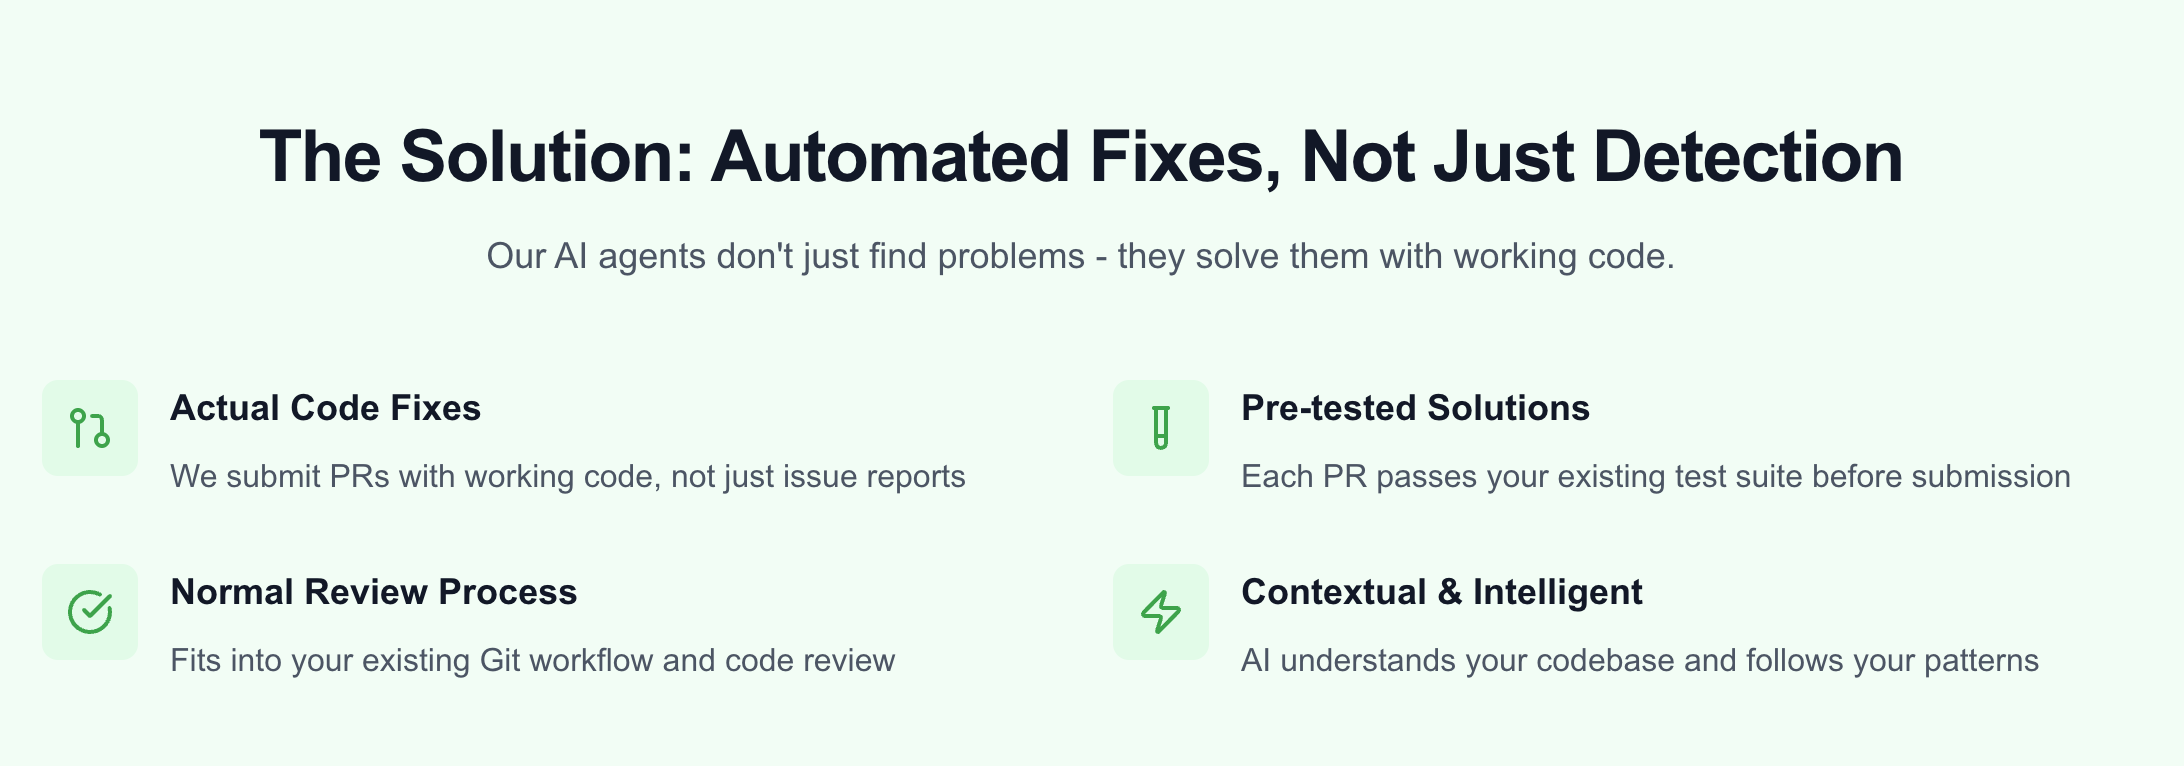 The Solution: Automated Fixes, Not Just Detection
Our AI agents don't just find problems - they solve them with working code.
Actual Code Fixes
We submit PRs with working code, not just issue reports
Pre-tested Solutions
Each PR passes your existing test suite before submission
Normal Review Process
Fits into your existing Git workflow and code review
Contextual & Intelligent
AI understands your codebase and follows your patterns